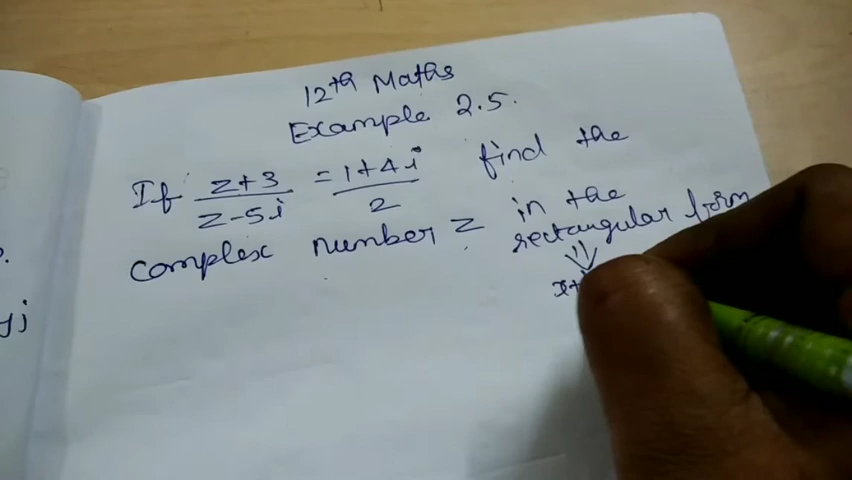 12th Maths
Example 2.5.
If z+3/z-5i = 1+4i/2 find the
complex number z in the
rectangular form
⇓
x+
yi